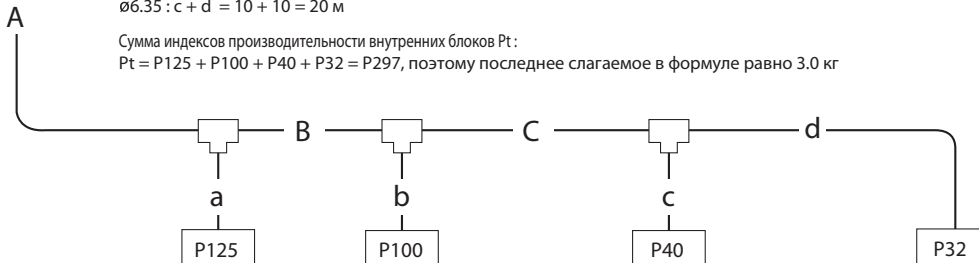 ø6.35 : c + d = 10 + 10 = 20 м
A
Сумма индексов производительности внутренних блоков Pt :
Pt = P125 + P100 + P40 + P32 = P297, поэтому последнее слагаемое в формуле равно 3.0 кг
B C d
a b c
P125 P100 P40 P32